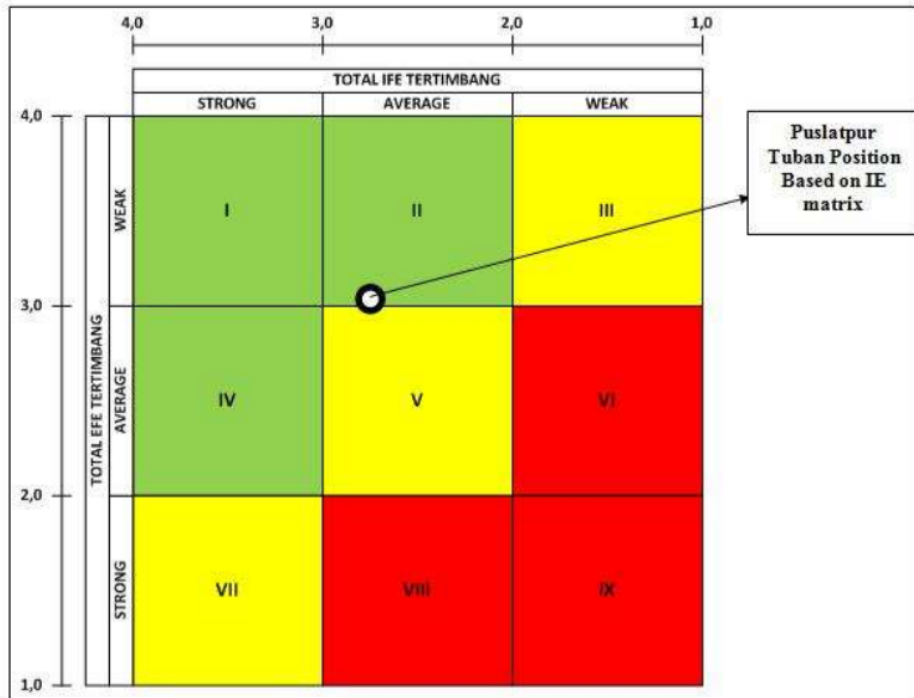 4,0 3,0 2,0 1,0
TOTAL IFE TERTIMBANG
STRONG AVERAGE WEAK
4,0
3,0
2,0
1,0
TOTAL EFE TERTIMBANG
WEAK
AVERAGE
STRONG
I II III
IV V VI
VII VIII IX
Puslatpur
Tuban Position
Based on IE
matrix